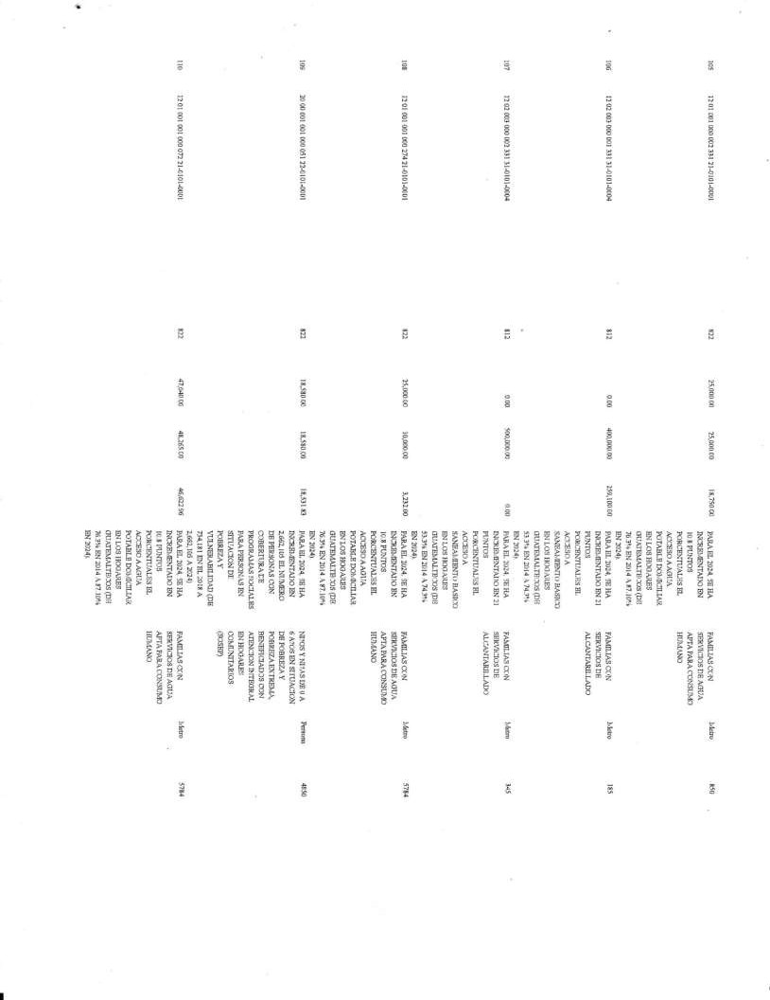 105 12 01 001 000 002 331 21-0101-0001 822 25,000.00 25,000.00 18,750.00 PARA EL 2024, SE HA FAMILIAS CON Metro 850
INCREMENTADO EN SERVICIOS DE AGUA
10.8 PUNTOS APTA PARA CONSUMO
PORCENTUALES EL HUMANO
ACCESO A AGUA
POTABLE DOMICILIAR
EN LOS HOGARES
GUATEMALTECOS (DE
76.3% EN 2014 A 87.10%
EN 2024)
106 12 02 003 000 001 331 31-0101-0004 812 0.00 400,000.00 259,100.00 PARA EL 2024, SE HA FAMILIAS CON Metro 185
INCREMENTADO EN 21 SERVICIOS DE
PUNTOS ALCANTARILLADO
PORCENTUALES EL
ACCESO A
SANEAMIENTO BASICO
EN LOS HOGARES
GUATEMALTECOS (DE
53.3% EN 2014 A 74.3%
EN 2024)
107 12 02 003 000 002 331 31-0101-0004 812 0.00 500,000.00 0.00 PARA EL 2024, SE HA FAMILIAS CON Metro 345
INCREMENTADO EN 21 SERVICIOS DE
PUNTOS ALCANTARILLADO
PORCENTUALES EL
ACCESO A
SANEAMIENTO BASICO
EN LOS HOGARES
GUATEMALTECOS (DE
53.3% EN 2014 A 74.3%
EN 2024)
108 12 01 001 001 000 274 21-0101-0001 822 25,000.00 10,000.00 3,232.00 PARA EL 2024, SE HA FAMILIAS CON Metro 5784
INCREMENTADO EN SERVICIOS DE AGUA
10.8 PUNTOS APTA PARA CONSUMO
PORCENTUALES EL HUMANO
ACCESO A AGUA
POTABLE DOMICILIAR
EN LOS HOGARES
GUATEMALTECOS (DE
76.3% EN 2014 A 87.10%
EN 2024)
109 20 00 001 001 000 051 22-0101-0001 822 18,580.00 18,580.00 18,531.83 PARA EL 2024, SE HA NIÑOS Y NIÑAS DE 0 A Persona 4850
INCREMENTADO EN 6 AÑOS EN SITUACION
2,662,105 EL NUMERO DE POBREZA Y
DE PERSONAS CON POBREZA EXTREMA,
COBERTURA DE BENEFICIADOS CON
PROGRAMAS SOCIALES ATENCION INTEGRAL
PARA PERSONAS EN EN HOGARES
SITUACION DE COMUNITARIOS
POBREZA Y (SOSEP)
VULNERABILIDAD (DE
254,181 EN EL 2018 A
2,662,105 A 2024)
110 12 01 001 001 000 072 21-0101-0001 822 47,040.00 48,265.00 46,622.96 PARA EL 2024, SE HA FAMILIAS CON Metro 5784
INCREMENTADO EN SERVICIOS DE AGUA
10.8 PUNTOS APTA PARA CONSUMO
PORCENTUALES EL HUMANO
ACCESO A AGUA
POTABLE DOMICILIAR
EN LOS HOGARES
GUATEMALTECOS (DE
76.3% EN 2014 A 87.10%
EN 2024)